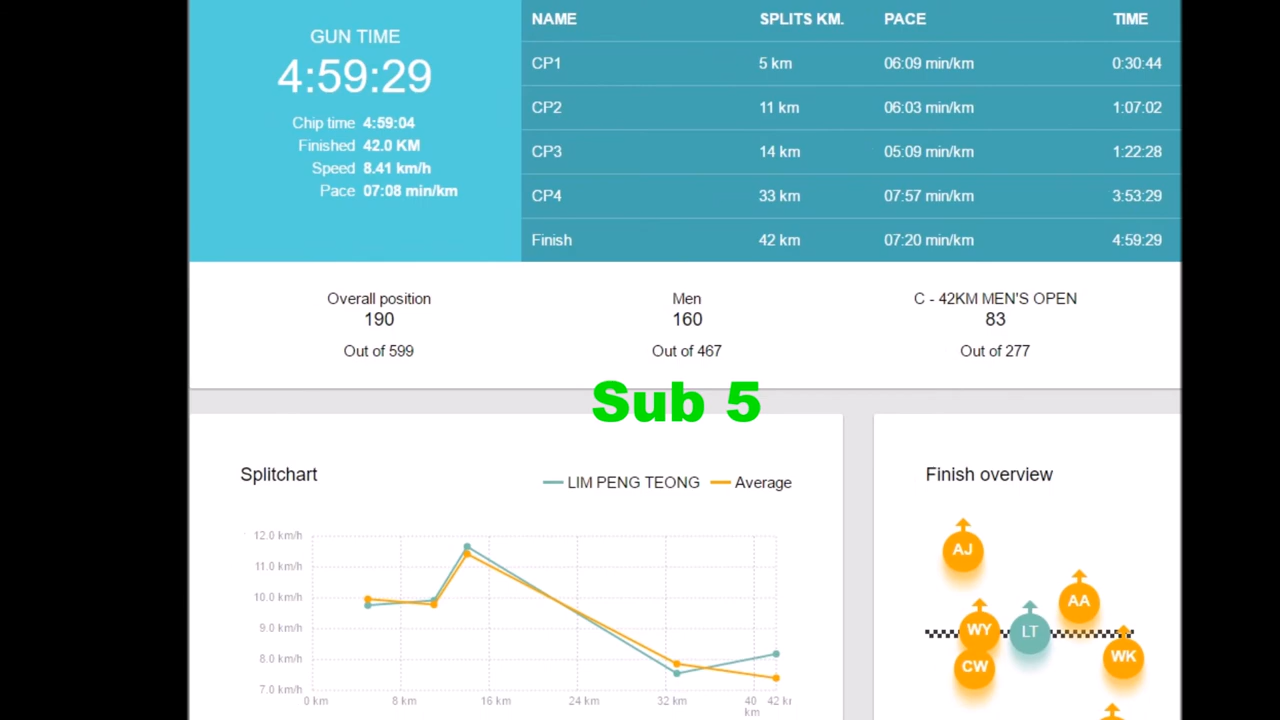 GUN TIME
4:59:29
Chip time 4:59:04
Finished 42.0 KM
Speed 8.41 km/h
Pace 07:08 min/km
NAME SPLITS KM. PACE TIME
CP1 5 km 06:09 min/km 0:30:44
CP2 11 km 06:03 min/km 1:07:02
CP3 14 km 05:09 min/km 1:22:28
CP4 33 km 07:57 min/km 3:53:29
Finish 42 km 07:20 min/km 4:59:29
Overall position Men C - 42KM MEN'S OPEN
190 160 83
Out of 599 Out of 467 Out of 277
Sub 5
Splitchart
LIM PENG TEONG Average
12.0 km/h
11.0 km/h
10.0 km/h
9.0 km/h
8.0 km/h
7.0 km/h
0 km 8 km 16 km 24 km 32 km 40 km 42 k
Finish overview
AJ
AA
WY LT
CW WK